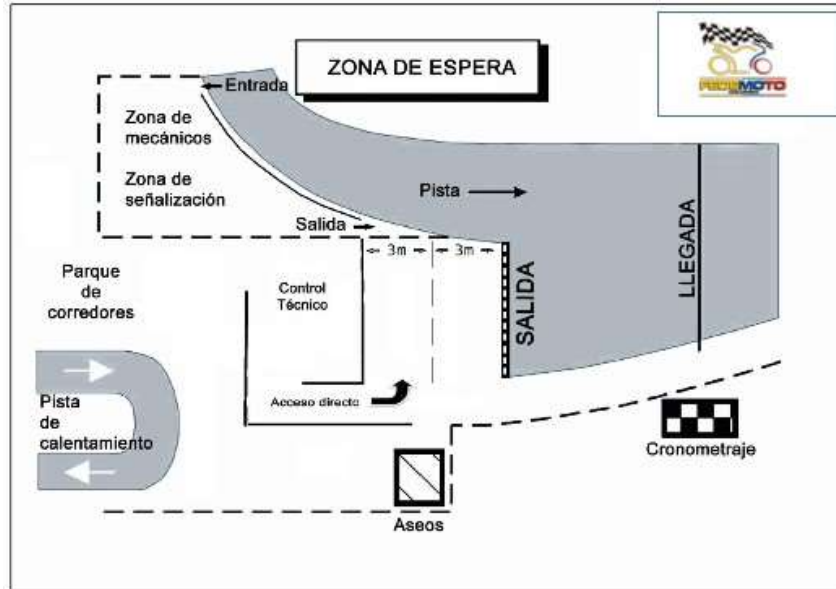 ZONA DE ESPERA
FEDEMOTO
Entrada
Zona de
mecánicos
Zona de
señalización
Pista
Salida
3m
3m
Parque
de
corredores
Control
Técnico
SALIDA
LLEGADA
Acceso directo
Pista
de
calentamiento
Cronometraje
Aseos